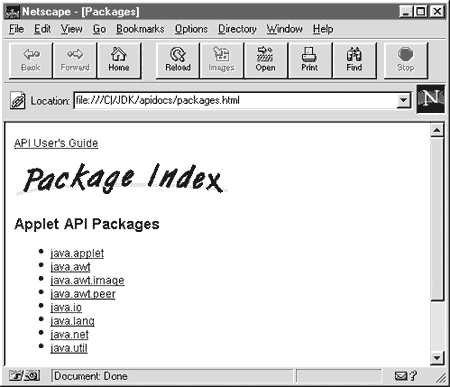 Netscape - [Packages]
File Edit View Go Bookmarks Options Directory Window Help
Back Forward Home Reload Images Open Print Find Stop
Location: file:///C|/JDK/apidocs/packages.html
N
API User's Guide
Package Index
Applet API Packages
java.applet
java.awt
java.awt.image
java.awt.peer
java.io
java.lang
java.net
java.util
Document: Done
?